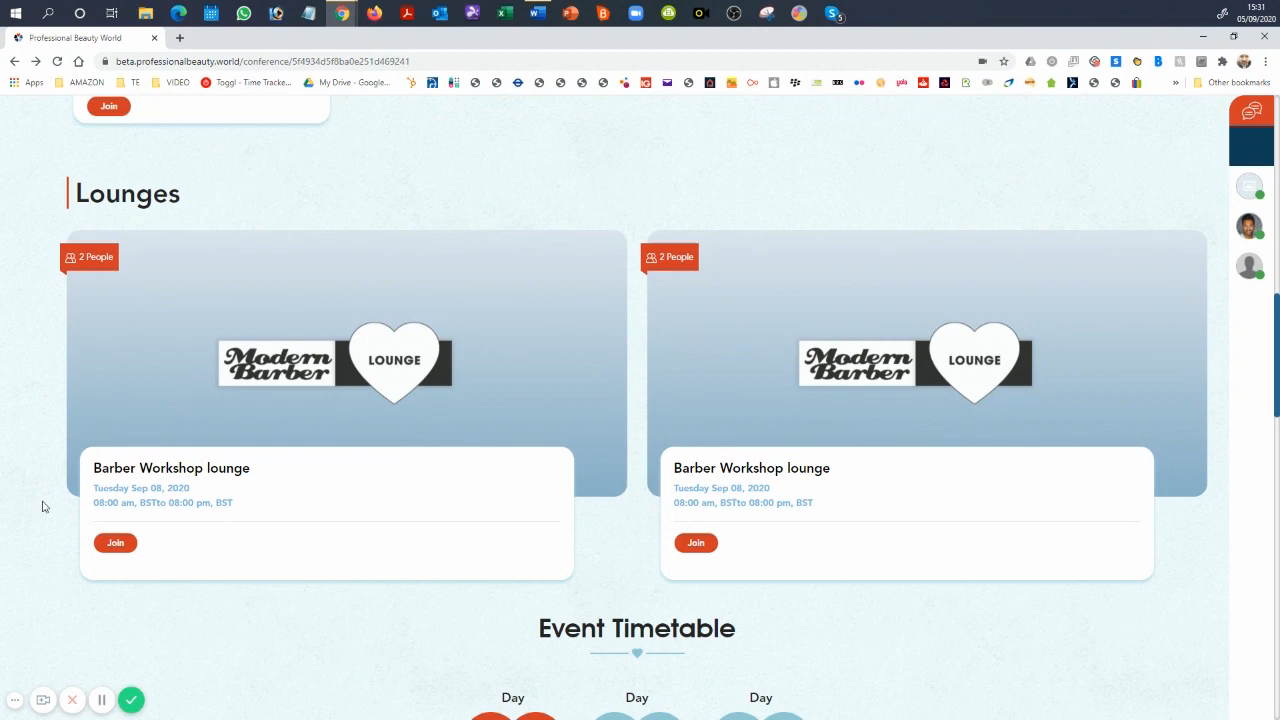 15:31
05/09/2020
5
Professional Beauty World
beta.professionalbeauty.world/conference/5f4934d5f8ba0e251d469241
Apps
AMAZON
TE
VIDEO
Toggl - Time Tracke...
My Drive - Google...
Other bookmarks
Join
Lounges
2 People
2 People
Modern Barber
LOUNGE
Modern Barber
LOUNGE
Barber Workshop lounge
Tuesday Sep 08, 2020
08:00 am, BSTto 08:00 pm, BST
Join
Barber Workshop lounge
Tuesday Sep 08, 2020
08:00 am, BSTto 08:00 pm, BST
Join
Event Timetable
Day
Day
Day